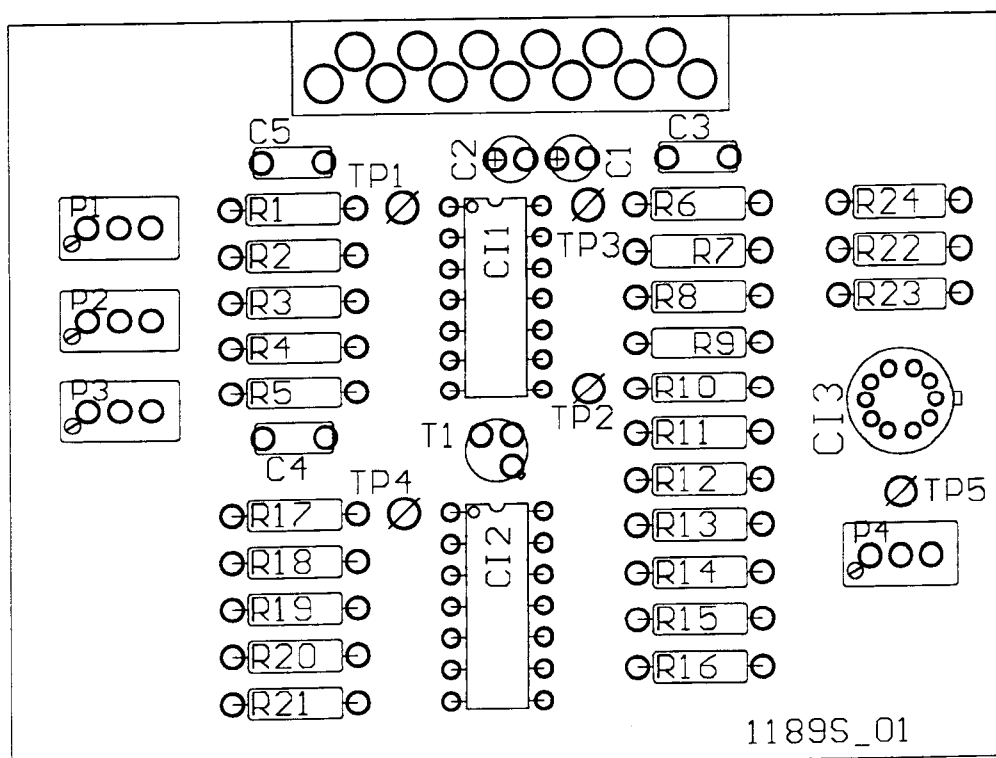 C5
C2
C1
C3
TP1
P1
R1
CI1
TP3
R6
R24
R2
R7
R22
P2
R3
R8
R23
R4
R9
P3
R5
TP2
R10
CI3
C4
T1
R11
TP4
R12
TP5
R17
CI2
R13
P4
R18
R14
R19
R15
R20
R16
R21
1189S_01